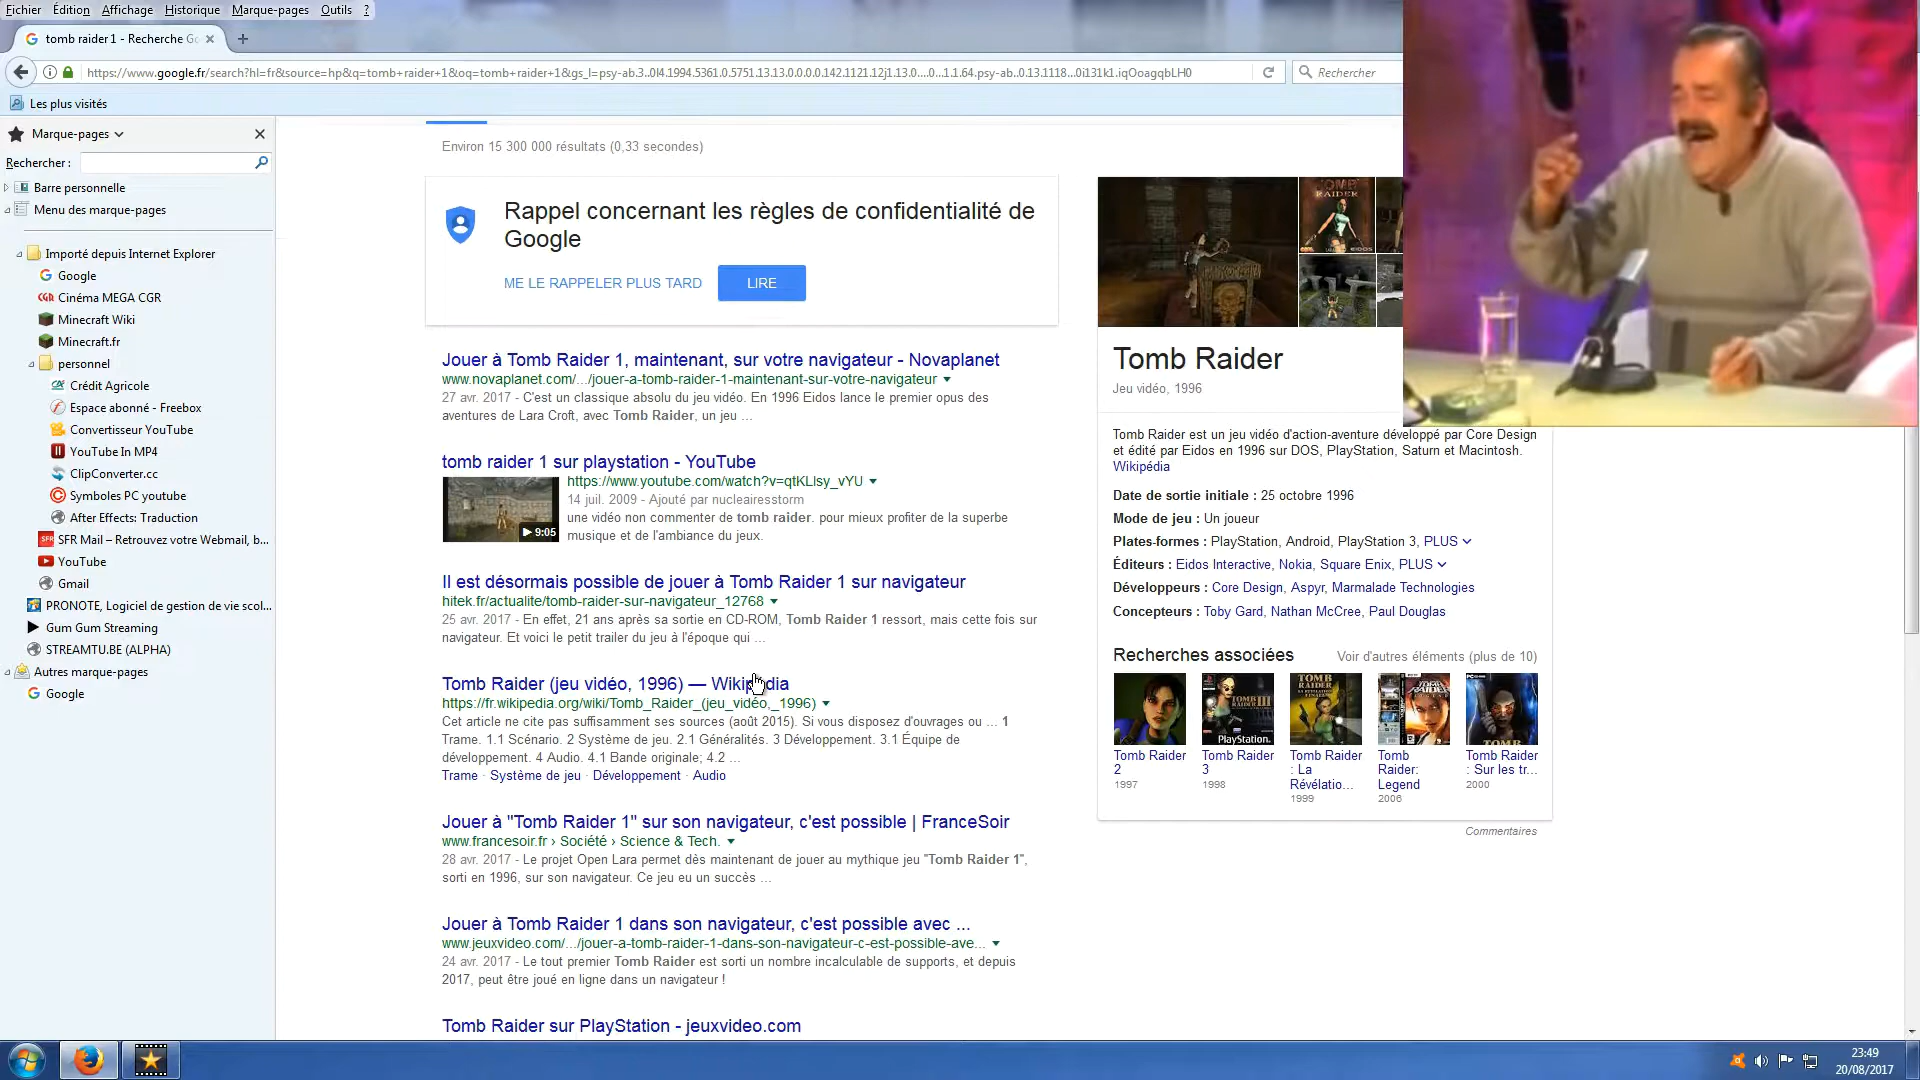 Fichier Édition Affichage Historique Marque-pages Outils ?
tomb raider 1 - Recherche Go
https://www.google.fr/search?hl=fr&source=hp&q=tomb+raider+1&oq=tomb+raider+1&gs_l=psy-ab.3..0l4.1994.5361.0.5751.13.13.0.0.0.0.142.1121.12j1.13.0....0...1.1.64.psy-ab..0.13.1118...0i131k1.iqOoagqbLH0
Rechercher
Les plus visités
Marque-pages
Rechercher :
Barre personnelle
Menu des marque-pages
Importé depuis Internet Explorer
Google
Cinéma MEGA CGR
Minecraft Wiki
Minecraft.fr
personnel
Crédit Agricole
Espace abonné - Freebox
Convertisseur YouTube
YouTube In MP4
ClipConverter.cc
Symboles PC youtube
After Effects: Traduction
SFR Mail – Retrouvez votre Webmail, b...
YouTube
Gmail
PRONOTE, Logiciel de gestion de vie scol...
Gum Gum Streaming
STREAMTU.BE (ALPHA)
Autres marque-pages
Google
Environ 15 300 000 résultats (0,33 secondes)
Rappel concernant les règles de confidentialité de
Google
ME LE RAPPELER PLUS TARD LIRE
Jouer à Tomb Raider 1, maintenant, sur votre navigateur - Novaplanet
www.novaplanet.com/.../jouer-a-tomb-raider-1-maintenant-sur-votre-navigateur
27 avr. 2017 - C'est un classique absolu du jeu vidéo. En 1996 Eidos lance le premier opus des
aventures de Lara Croft, avec Tomb Raider, un jeu ...
tomb raider 1 sur playstation - YouTube
https://www.youtube.com/watch?v=qtKLlsy_vYU
14 juil. 2009 - Ajouté par nucleairesstorm
une vidéo non commenter de tomb raider. pour mieux profiter de la superbe
musique et de l'ambiance du jeux.
9:05
Il est désormais possible de jouer à Tomb Raider 1 sur navigateur
hitek.fr/actualite/tomb-raider-sur-navigateur_12768
25 avr. 2017 - En effet, 21 ans après sa sortie en CD-ROM, Tomb Raider 1 ressort, mais cette fois sur
navigateur. Et voici le petit trailer du jeu à l'époque qui ...
Tomb Raider (jeu vidéo, 1996) — Wikipédia
https://fr.wikipedia.org/wiki/Tomb_Raider_(jeu_vidéo,_1996)
Cet article ne cite pas suffisamment ses sources (août 2015). Si vous disposez d'ouvrages ou ... 1
Trame. 1.1 Scénario. 2 Système de jeu. 2.1 Généralités. 3 Développement. 3.1 Équipe de
développement. 4 Audio. 4.1 Bande originale; 4.2 ...
Trame · Système de jeu · Développement · Audio
Jouer à "Tomb Raider 1" sur son navigateur, c'est possible | FranceSoir
www.francesoir.fr › Société › Science & Tech.
28 avr. 2017 - Le projet Open Lara permet dès maintenant de jouer au mythique jeu "Tomb Raider 1",
sorti en 1996, sur son navigateur. Ce jeu eu un succès ...
Jouer à Tomb Raider 1 dans son navigateur, c'est possible avec ...
www.jeuxvideo.com/.../jouer-a-tomb-raider-1-dans-son-navigateur-c-est-possible-ave...
24 avr. 2017 - Le tout premier Tomb Raider est sorti un nombre incalculable de supports, et depuis
2017, peut être joué en ligne dans un navigateur !
Tomb Raider sur PlayStation - jeuxvideo.com
Tomb Raider
Jeu vidéo, 1996
Tomb Raider est un jeu vidéo d'action-aventure développé par Core Design
et édité par Eidos en 1996 sur DOS, PlayStation, Saturn et Macintosh.
Wikipédia
Date de sortie initiale : 25 octobre 1996
Mode de jeu : Un joueur
Plates-formes : PlayStation, Android, PlayStation 3, PLUS
Éditeurs : Eidos Interactive, Nokia, Square Enix, PLUS
Développeurs : Core Design, Aspyr, Marmalade Technologies
Concepteurs : Toby Gard, Nathan McCree, Paul Douglas
Recherches associées Voir d'autres éléments (plus de 10)
Tomb Raider 2
1997
Tomb Raider 3
1998
Tomb Raider : La Révélatio...
1999
Tomb Raider: Legend
2006
Tomb Raider : Sur les tr...
2000
Commentaires
23:49
20/08/2017